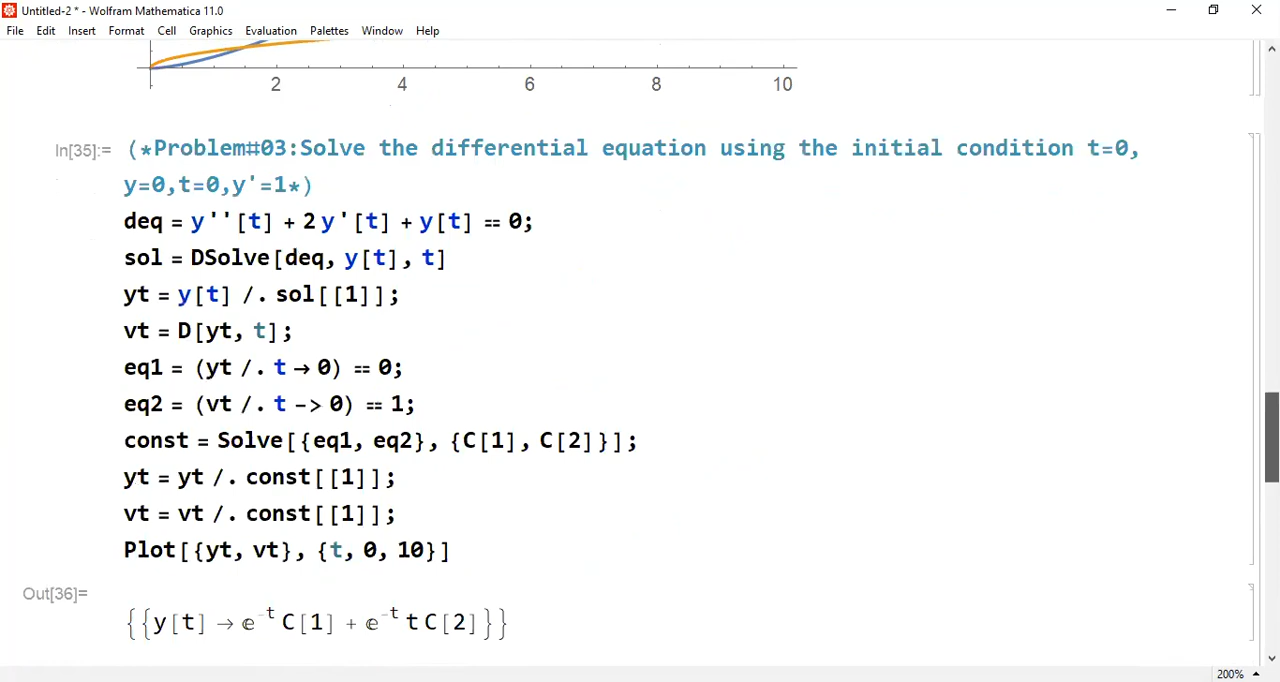 Untitled-2 * - Wolfram Mathematica 11.0
File Edit Insert Format Cell Graphics Evaluation Palettes Window Help
2 4 6 8 10
In[35]:= (*Problem#03:Solve the differential equation using the initial condition t=0,
y=0,t=0,y'=1*)
deq = y''[t] + 2 y'[t] + y[t] == 0;
sol = DSolve[deq, y[t], t]
yt = y[t] /. sol[[1]];
vt = D[yt, t];
eq1 = (yt /. t → 0) == 0;
eq2 = (vt /. t -> 0) == 1;
const = Solve[{eq1, eq2}, {C[1], C[2]}];
yt = yt /. const[[1]];
vt = vt /. const[[1]];
Plot[{yt, vt}, {t, 0, 10}]
Out[36]=
{{y[t] → e^-t C[1] + e^-t t C[2]}}
200%